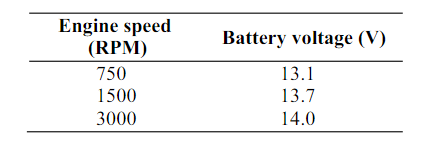 Engine speed (RPM) Battery voltage (V)
750 13.1
1500 13.7
3000 14.0